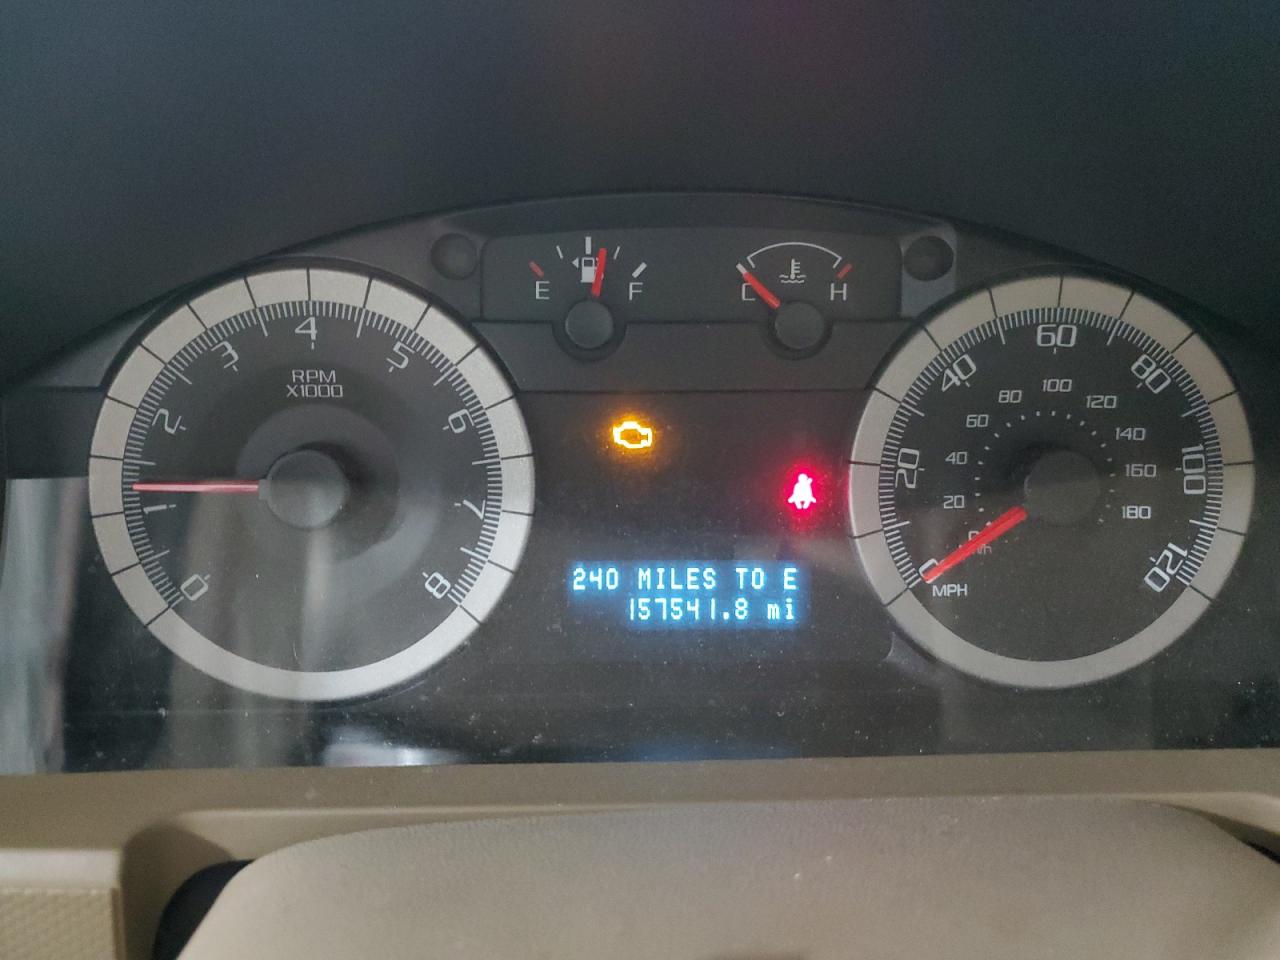 E F
C H
RPM
X1000
0 1 2 3 4 5 6 7 8
240 MILES TO E
157541.8 mi
20 40 60 80 100 120
20 40 60 80 100 120 140 160 180
MPH